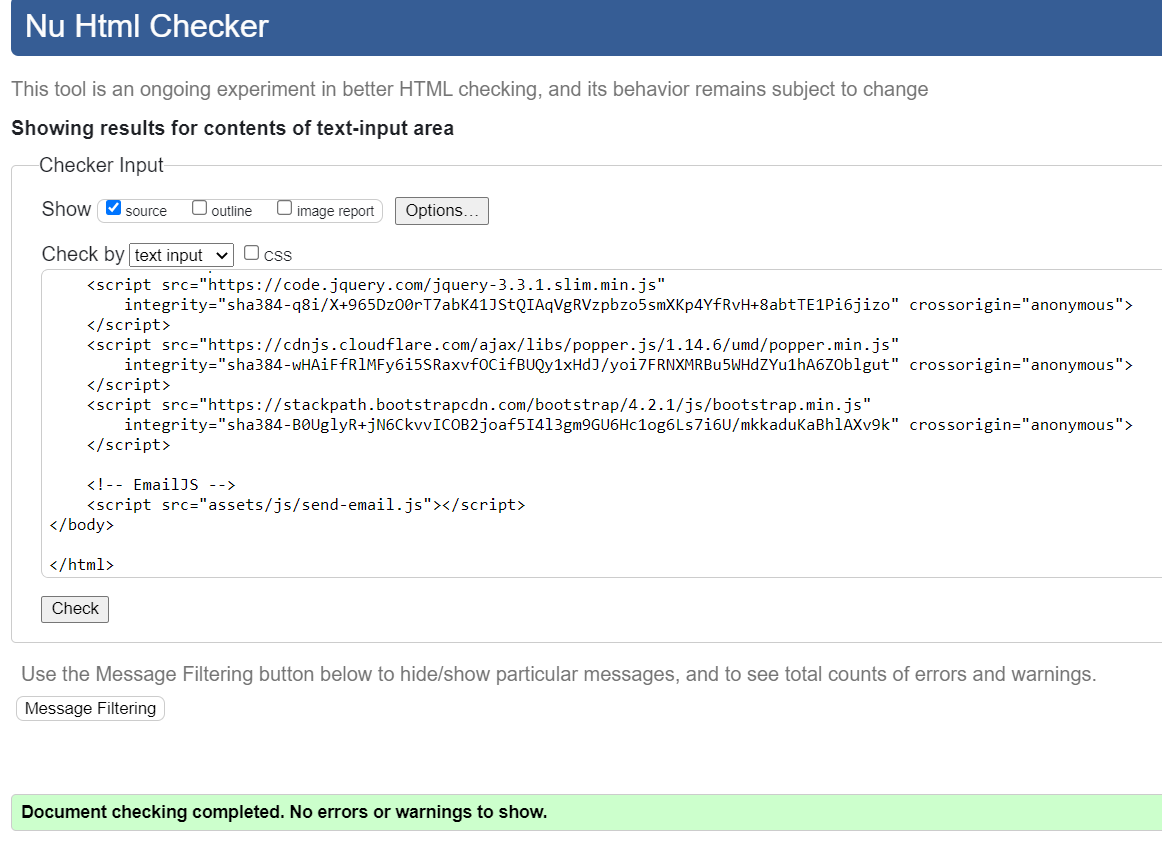 Nu Html Checker
This tool is an ongoing experiment in better HTML checking, and its behavior remains subject to change
Showing results for contents of text-input area
Checker Input
Show source outline image report Options...
Check by text input CSS
<script src="https://code.jquery.com/jquery-3.3.1.slim.min.js"
integrity="sha384-q8i/X+965DzO0rT7abK41JStQIAqVgRVzpbzo5smXKp4YfRvH+8abtTE1Pi6jizo" crossorigin="anonymous">
</script>
<script src="https://cdnjs.cloudflare.com/ajax/libs/popper.js/1.14.6/umd/popper.min.js"
integrity="sha384-wHAiFfRlMFy6i5SRaxvfOCifBUQy1xHdJ/yoi7FRNXMRBu5WHdZYu1hA6ZOblgut" crossorigin="anonymous">
</script>
<script src="https://stackpath.bootstrapcdn.com/bootstrap/4.2.1/js/bootstrap.min.js"
integrity="sha384-B0UglyR+jN6CkvvICOB2joaf5I4l3gm9GU6Hc1og6Ls7i6U/mkkaduKaBhlAXv9k" crossorigin="anonymous">
</script>
<!-- EmailJS -->
<script src="assets/js/send-email.js"></script>
</body>
</html>
Check
Use the Message Filtering button below to hide/show particular messages, and to see total counts of errors and warnings.
Message Filtering
Document checking completed. No errors or warnings to show.